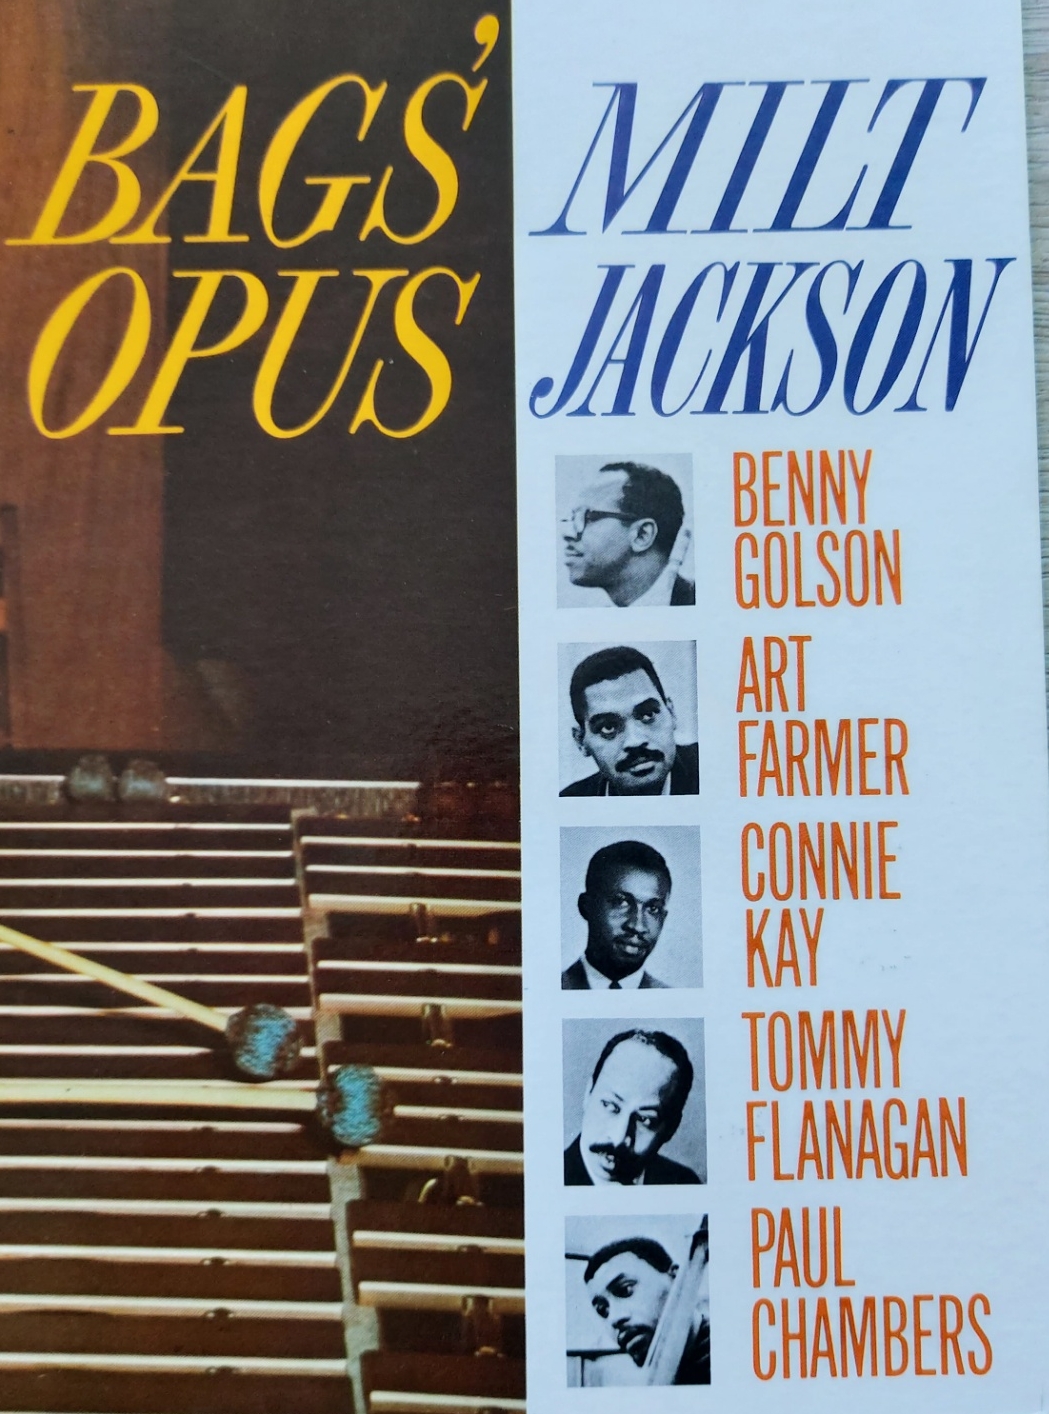 BAGS'
OPUS
MILT
JACKSON
BENNY
GOLSON
ART
FARMER
CONNIE
KAY
TOMMY
FLANAGAN
PAUL
CHAMBERS